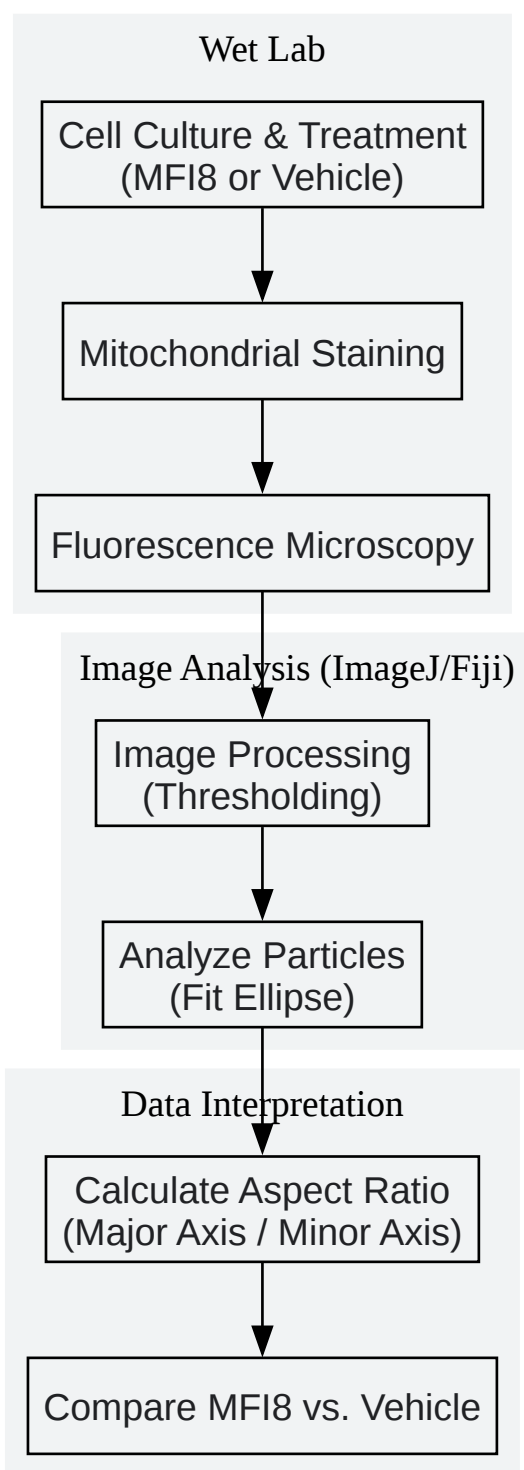 Wet Lab
Cell Culture & Treatment
(MFI8 or Vehicle)
Mitochondrial Staining
Fluorescence Microscopy
Image Analysis (ImageJ/Fiji)
Image Processing
(Thresholding)
Analyze Particles
(Fit Ellipse)
Data Interpretation
Calculate Aspect Ratio
(Major Axis / Minor Axis)
Compare MFI8 vs. Vehicle